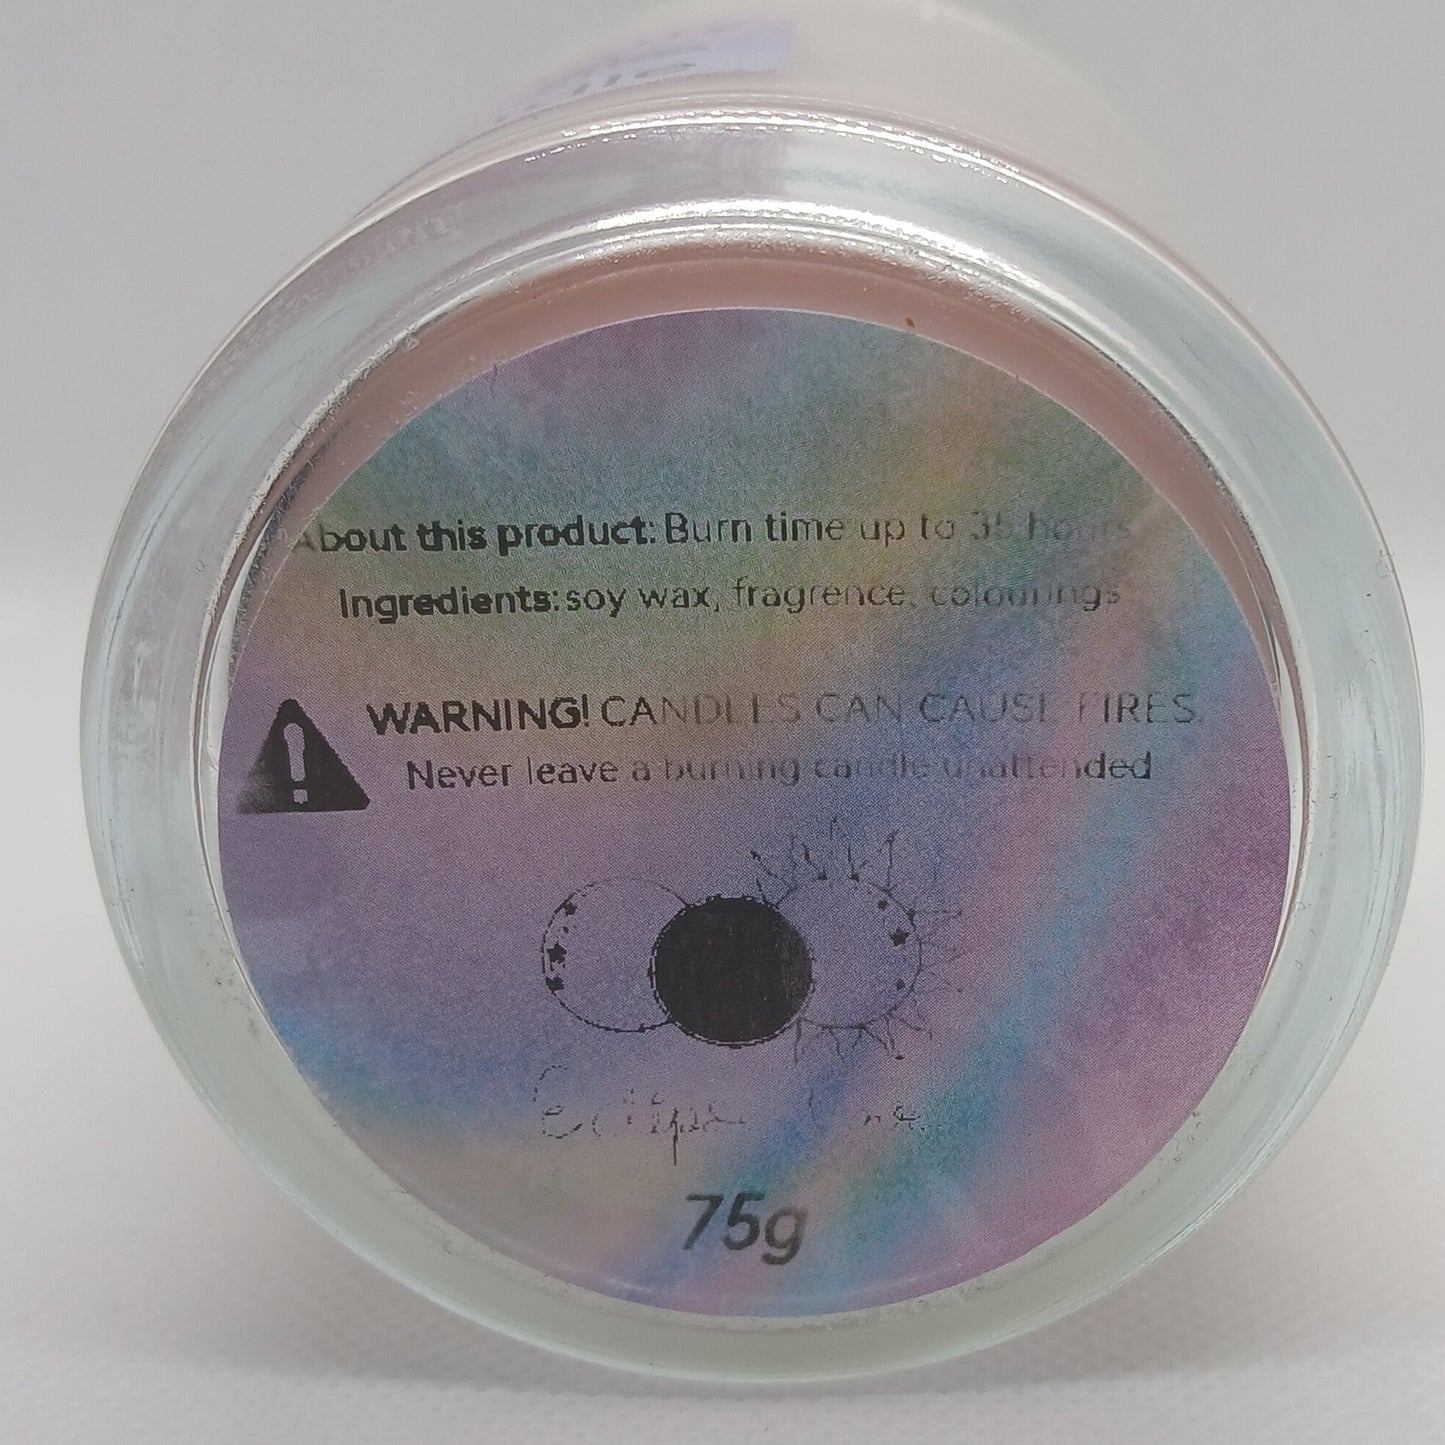 About this product: Burn time up to 35 hours
Ingredients: soy wax, fragrence, colourings
WARNING! CANDLES CAN CAUSE FIRES.
Never leave a burning candle unattended
75g